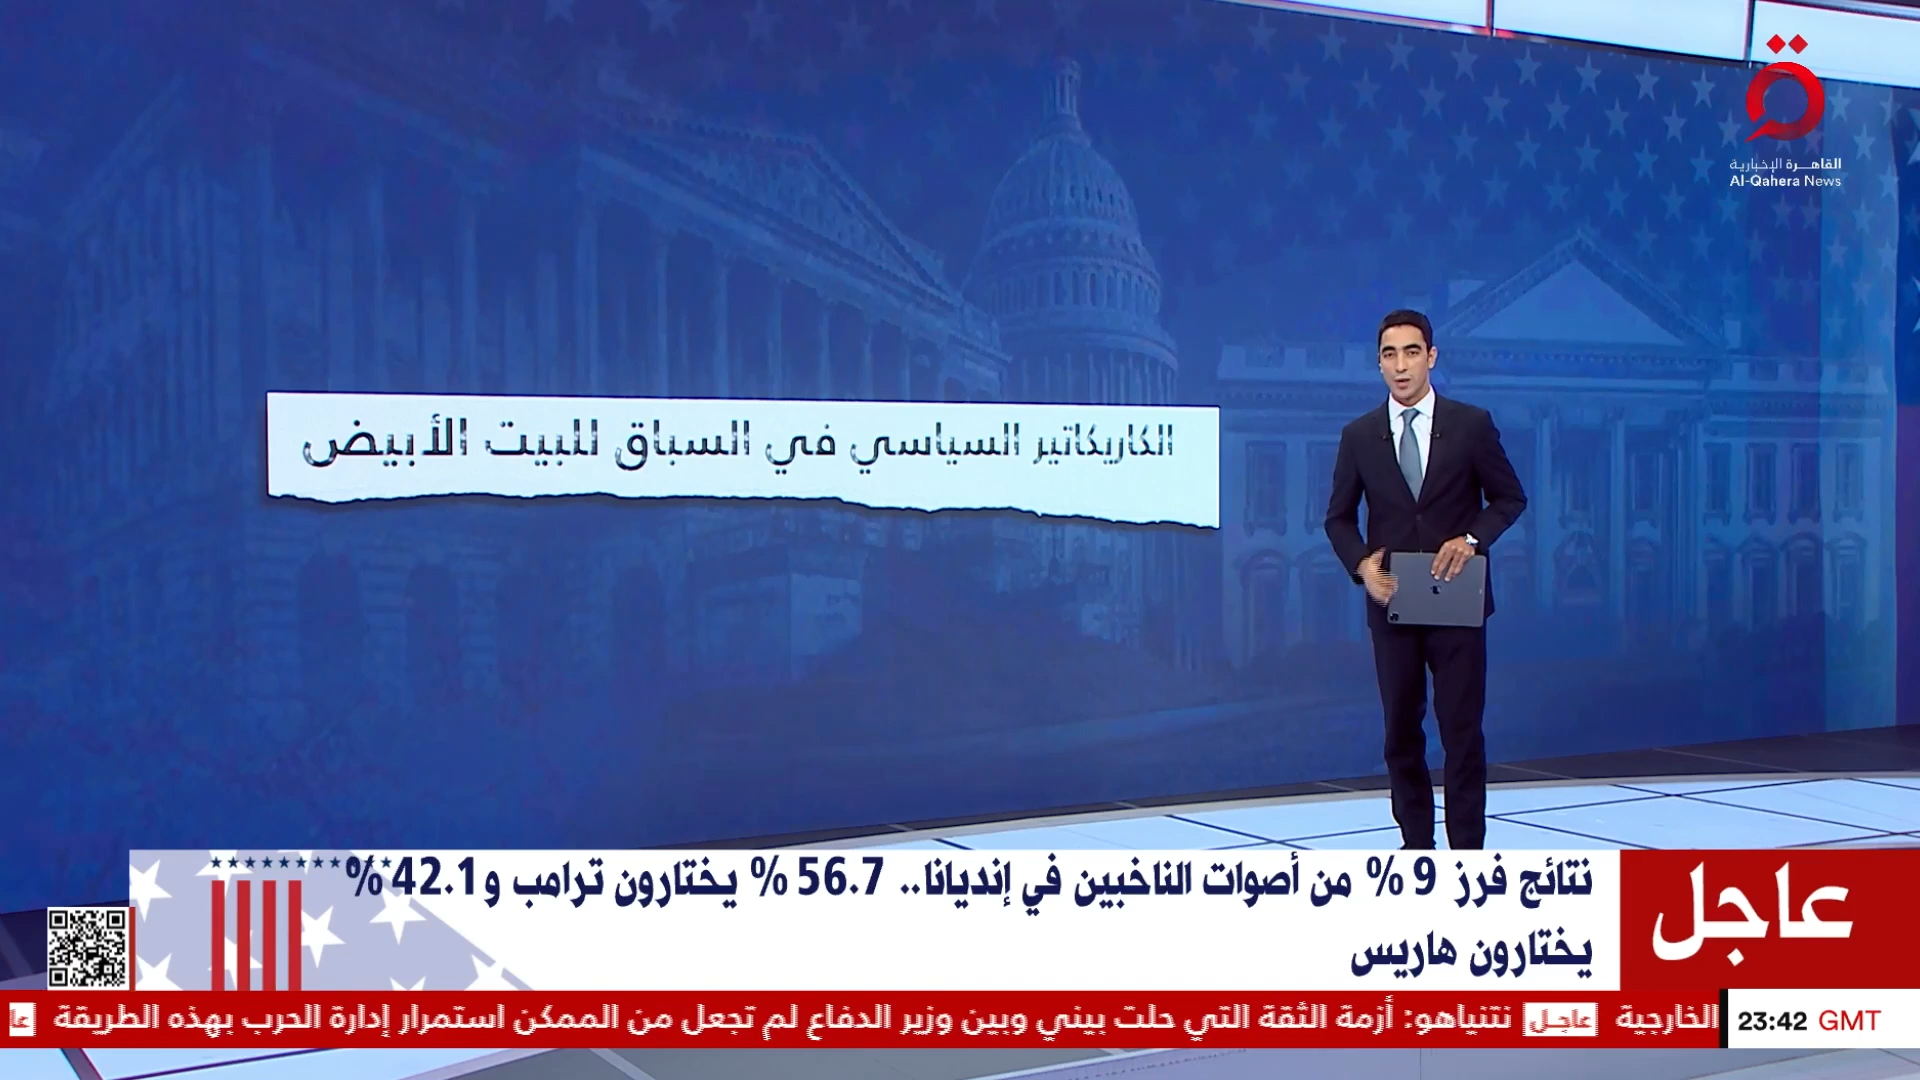 القاهرة الإخبارية
Al-Qahera News
الكاريكاتير السياسي في السباق للبيت الأبيض
عاجل
نتائج فرز 9 % من أصوات الناخبين في إنديانا.. 56.7 % يختارون ترامب و 42.1 %
يختارون هاريس
الخارجية عاجل نتنياهو: أزمة الثقة التي حلت بيني وبين وزير الدفاع لم تجعل من الممكن استمرار إدارة الحرب بهذه الطريقة
23:42 GMT